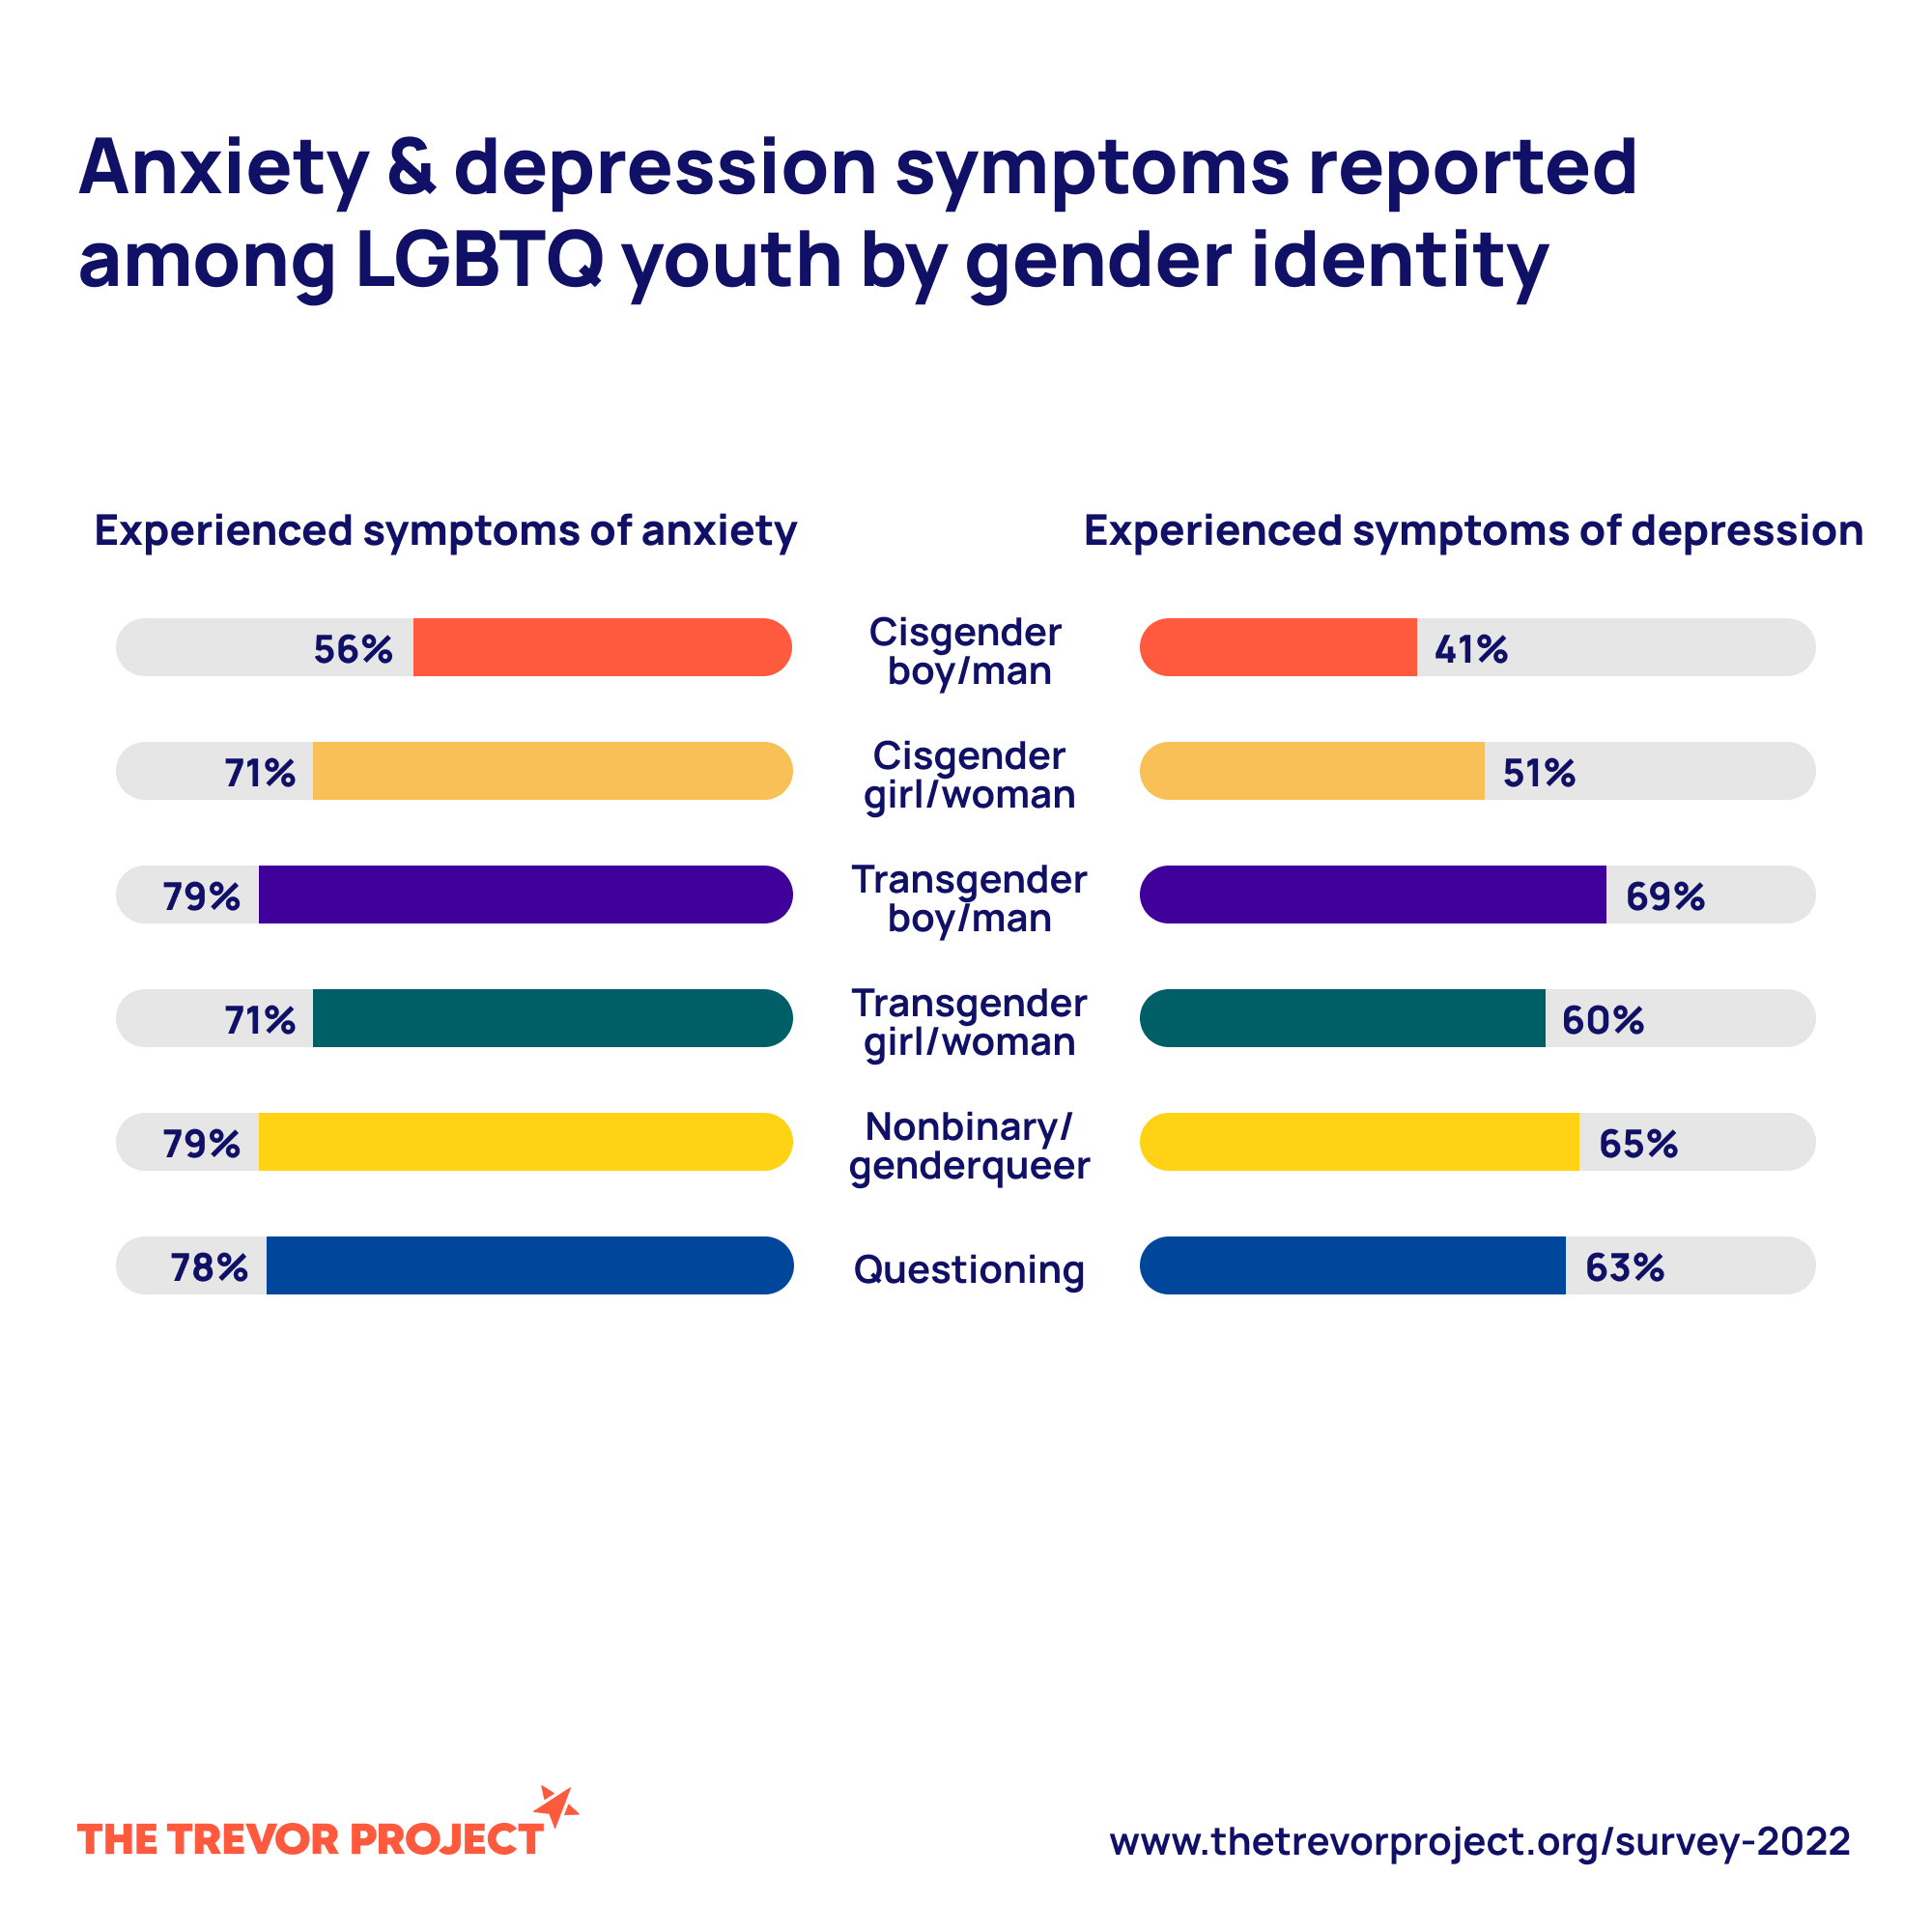 Anxiety & depression symptoms reported
among LGBTQ youth by gender identity
Experienced symptoms of anxiety
Experienced symptoms of depression
56%
Cisgender
boy/man
41%
71%
Cisgender
girl/woman
51%
79%
Transgender
boy/man
69%
71%
Transgender
girl/woman
60%
79%
Nonbinary/
genderqueer
65%
78%
Questioning
63%
THE TREVOR PROJECT
www.thetrevorproject.org/survey-2022